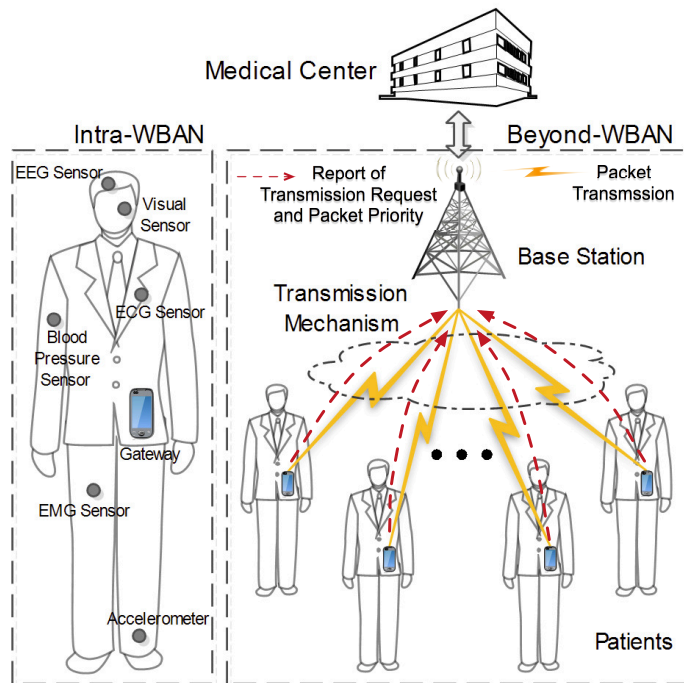 Medical Center
Intra-WBAN
Beyond-WBAN
EEG Sensor
Visual
Sensor
ECG Sensor
Blood
Pressure
Sensor
Gateway
EMG Sensor
Accelerometer
Report of
Transmission Request
and Packet Priority
Packet
Transmssion
Base Station
Transmission
Mechanism
Patients